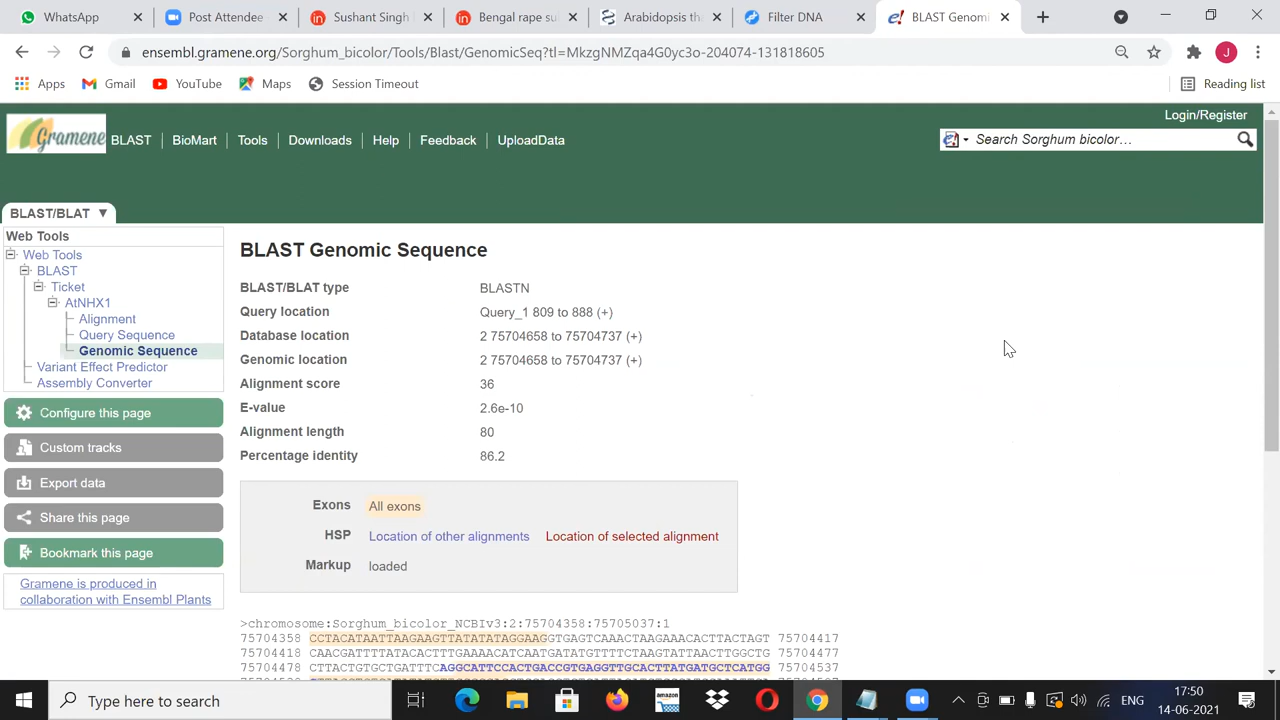 WhatsApp
Post Attendee
Sushant Singh
Bengal rape su
Arabidopsis th
Filter DNA
BLAST Genomi
ensembl.gramene.org/Sorghum_bicolor/Tools/Blast/GenomicSeq?tl=MkzgNMZqa4G0yc3o-204074-131818605
J
Apps
Gmail
YouTube
Maps
Session Timeout
Reading list
Login/Register
Gramene
BLAST
BioMart
Tools
Downloads
Help
Feedback
UploadData
Search Sorghum bicolor…
BLAST/BLAT ▼
Web Tools
Web Tools
BLAST
Ticket
AtNHX1
Alignment
Query Sequence
Genomic Sequence
Variant Effect Predictor
Assembly Converter
Configure this page
Custom tracks
Export data
Share this page
Bookmark this page
Gramene is produced in
collaboration with Ensembl Plants
BLAST Genomic Sequence
BLAST/BLAT type BLASTN
Query location Query_1 809 to 888 (+)
Database location 2 75704658 to 75704737 (+)
Genomic location 2 75704658 to 75704737 (+)
Alignment score 36
E-value 2.6e-10
Alignment length 80
Percentage identity 86.2
Exons All exons
HSP Location of other alignments Location of selected alignment
Markup loaded
>chromosome:Sorghum_bicolor_NCBIv3:2:75704358:75705037:1
75704358 CCTACATAATTAAGAAGTTATATATAGGAAGGTGAGTCAAACTAAGAAACACTTACTAGT 75704417
75704418 CAACGATTTTATACACTTTGAAAACATCAATGATATGTTTTCTAAGTATTAACTTGGCTG 75704477
75704478 CTTACTGTGCTGATTTCAGGCATTCCACTGACCGTGAGGTTGCACTTATGATGCTCATGG 75704537
Type here to search
amazon
ENG
17:50
14-06-2021